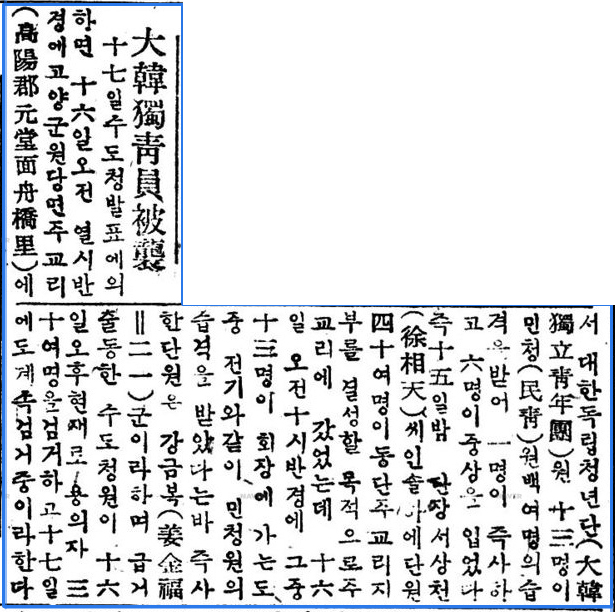 大韓獨靑員被襲
十七일수도청발표에의
하면 十六일오전 열시반
경에고양군원당면주교리
(高陽郡元堂面舟橋里)에
서 대한독립청년단(大韓
獨立靑年團)원 十三명이
민청(民靑)원백여명의습
격을받어 一명이 즉사하
고 六명이중상을 입었다
즉十五일밤 단장서상천
(徐相天)씨인솔하에단원
四十여명이동단주교리지
부를 결성할 목적으로주
교리에 갔었는데 十六
일 오전十시반경에 그중
十三명이 회장에 가는도
중 전기와같이 민청원의
습격을 받았다는바 즉사
한단원은 강금복(姜金福
=二一)군이라하며 급거
출동한 수도청원이 十六
일오후현재로 용의자 三
十여명을검거하고十七일
에도계속검거중이라한다